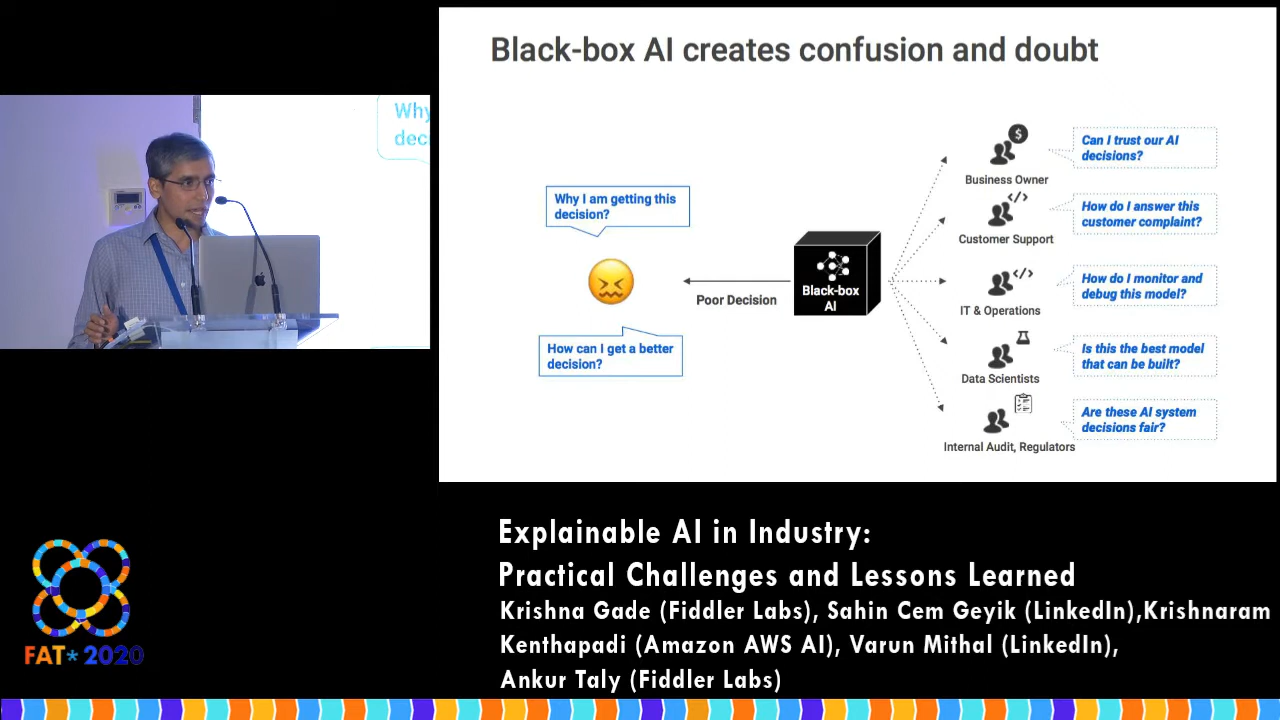 Why
dec
Black-box AI creates confusion and doubt
Why I am getting this
decision?
How can I get a better
decision?
Poor Decision
Black-box
AI
$
Business Owner
Can I trust our AI
decisions?
</>
Customer Support
How do I answer this
customer complaint?
</>
IT & Operations
How do I monitor and
debug this model?
Data Scientists
Is this the best model
that can be built?
Internal Audit, Regulators
Are these AI system
decisions fair?
FAT* 2020
Explainable AI in Industry:
Practical Challenges and Lessons Learned
Krishna Gade (Fiddler Labs), Sahin Cem Geyik (LinkedIn),Krishnaram
Kenthapadi (Amazon AWS AI), Varun Mithal (LinkedIn),
Ankur Taly (Fiddler Labs)